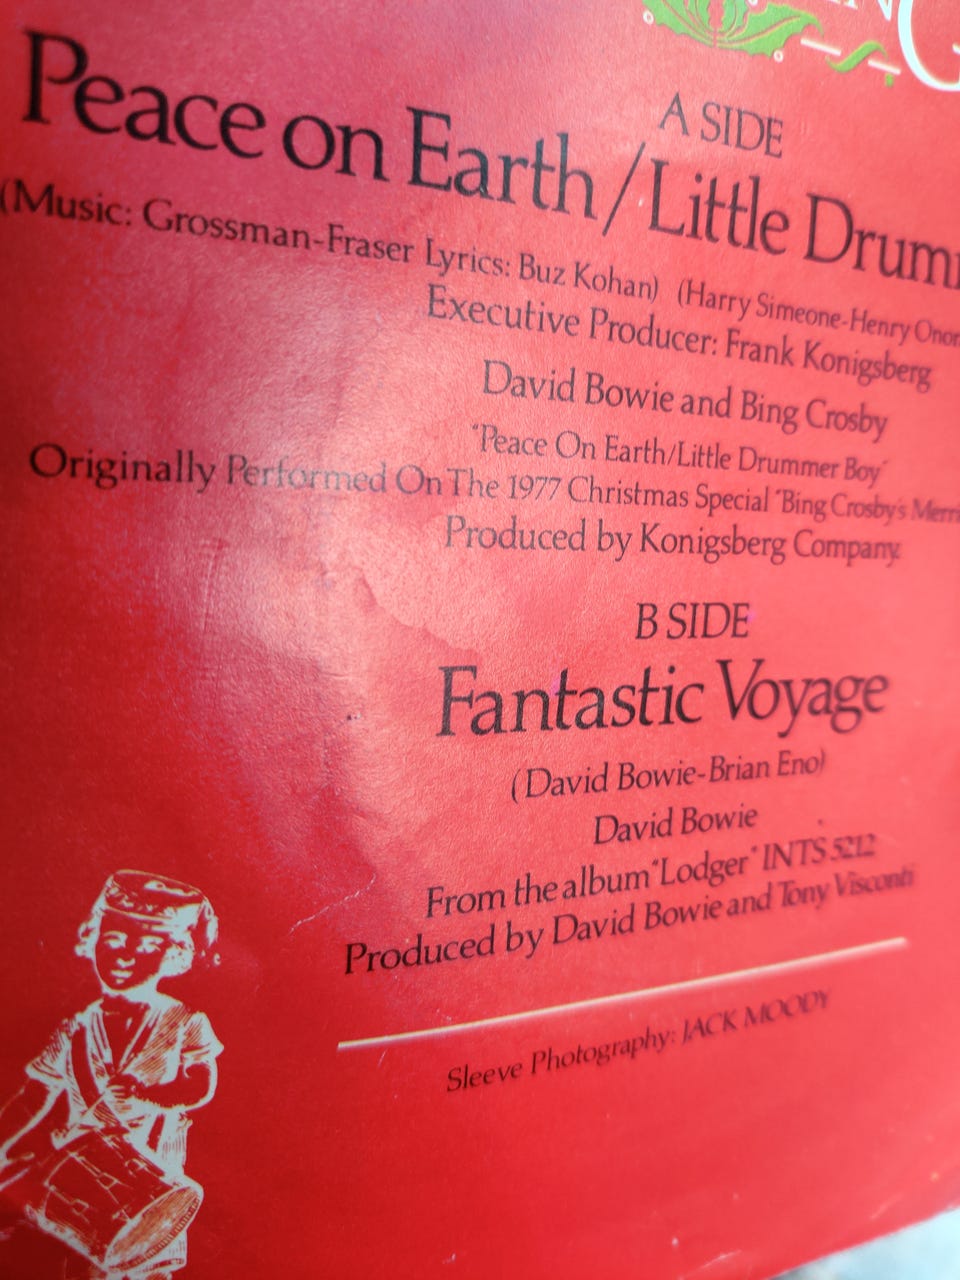 A SIDE
Peace on Earth/Little Drum
(Music: Grossman-Fraser Lyrics: Buz Kohan) (Harry Simeone-Henry Onor
Executive Producer: Frank Konigsberg
David Bowie and Bing Crosby
"Peace On Earth/Little Drummer Boy"
Originally Performed On The 1977 Christmas Special "Bing Crosby's Merri
Produced by Konigsberg Company
B SIDE
Fantastic Voyage
(David Bowie-Brian Eno)
David Bowie
From the album "Lodger" INTS 5212
Produced by David Bowie and Tony Visconti
Sleeve Photography: JACK MOODY